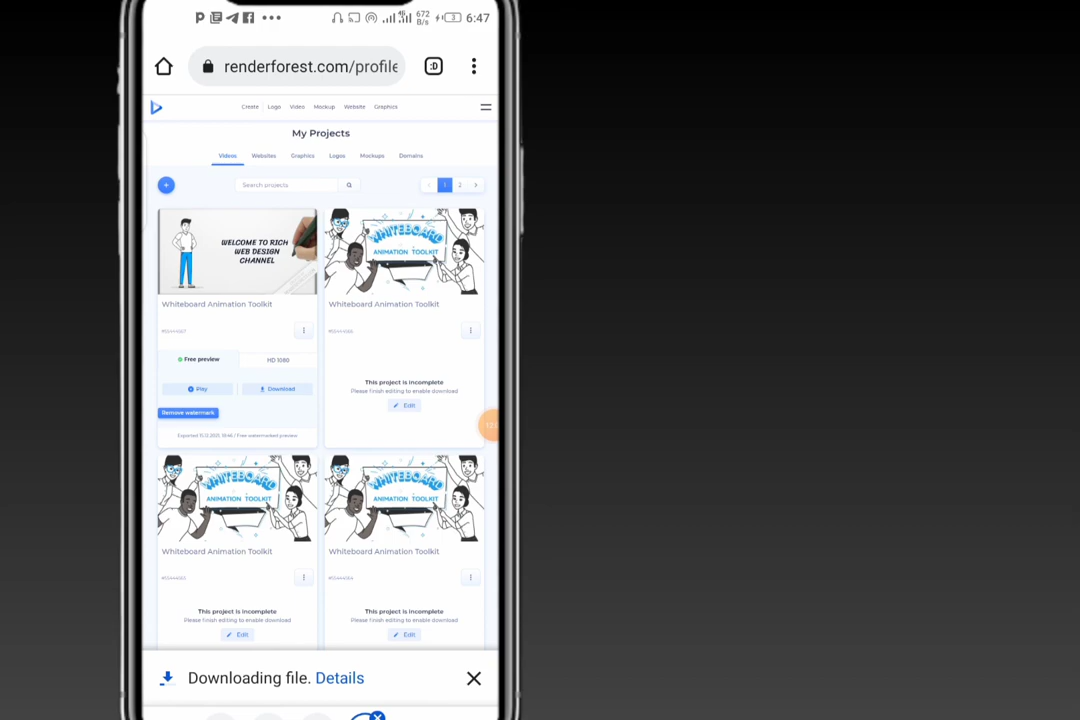 672
B/s
3
6:47
renderforest.com/profile
:D
Create
Logo
Video
Mockup
Website
Graphics
My Projects
Videos
Websites
Graphics
Logos
Mockups
Domains
Search projects
1
2
WELCOME TO RICH
WEB DESIGN
CHANNEL
WHITEBOARD
ANIMATION TOOLKIT
Whiteboard Animation Toolkit
Whiteboard Animation Toolkit
Free preview
HD 1080
Play
Download
Remove watermark
This project is incomplete
Please finish editing to enable download
Edit
WHITEBOARD
ANIMATION TOOLKIT
WHITEBOARD
ANIMATION TOOLKIT
Whiteboard Animation Toolkit
Whiteboard Animation Toolkit
This project is incomplete
Please finish editing to enable download
Edit
This project is incomplete
Please finish editing to enable download
Edit
Downloading file. Details